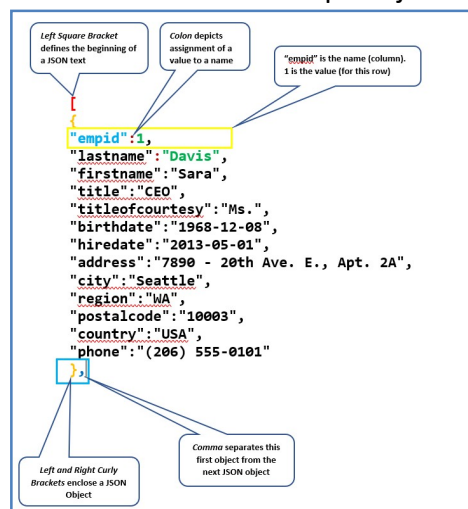 Left Square Bracket
defines the beginning of
a JSON text
Colon depicts
assignment of a
value to a name
"empid" is the name (column).
1 is the value (for this row)
[
{
"empid":1,
"lastname":"Davis",
"firstname":"Sara",
"title":"CEO",
"titleofcourtesy":"Ms.",
"birthdate":"1968-12-08",
"hiredate":"2013-05-01",
"address":"7890 - 20th Ave. E., Apt. 2A",
"city":"Seattle",
"region":"WA",
"postalcode":"10003",
"country":"USA",
"phone":"(206) 555-0101"
},
Comma separates this
first object from the
next JSON object
Left and Right Curly
Brackets enclose a JSON
Object